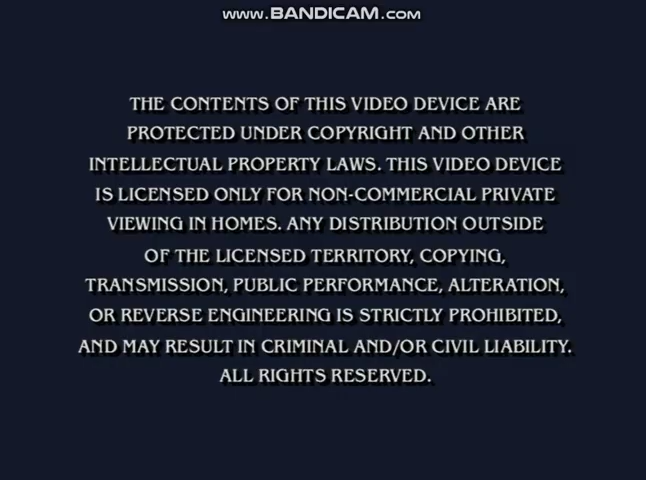 www.BANDICAM.com
THE CONTENTS OF THIS VIDEO DEVICE ARE
PROTECTED UNDER COPYRIGHT AND OTHER
INTELLECTUAL PROPERTY LAWS. THIS VIDEO DEVICE
IS LICENSED ONLY FOR NON-COMMERCIAL PRIVATE
VIEWING IN HOMES. ANY DISTRIBUTION OUTSIDE
OF THE LICENSED TERRITORY, COPYING,
TRANSMISSION, PUBLIC PERFORMANCE, ALTERATION,
OR REVERSE ENGINEERING IS STRICTLY PROHIBITED,
AND MAY RESULT IN CRIMINAL AND/OR CIVIL LIABILITY.
ALL RIGHTS RESERVED.